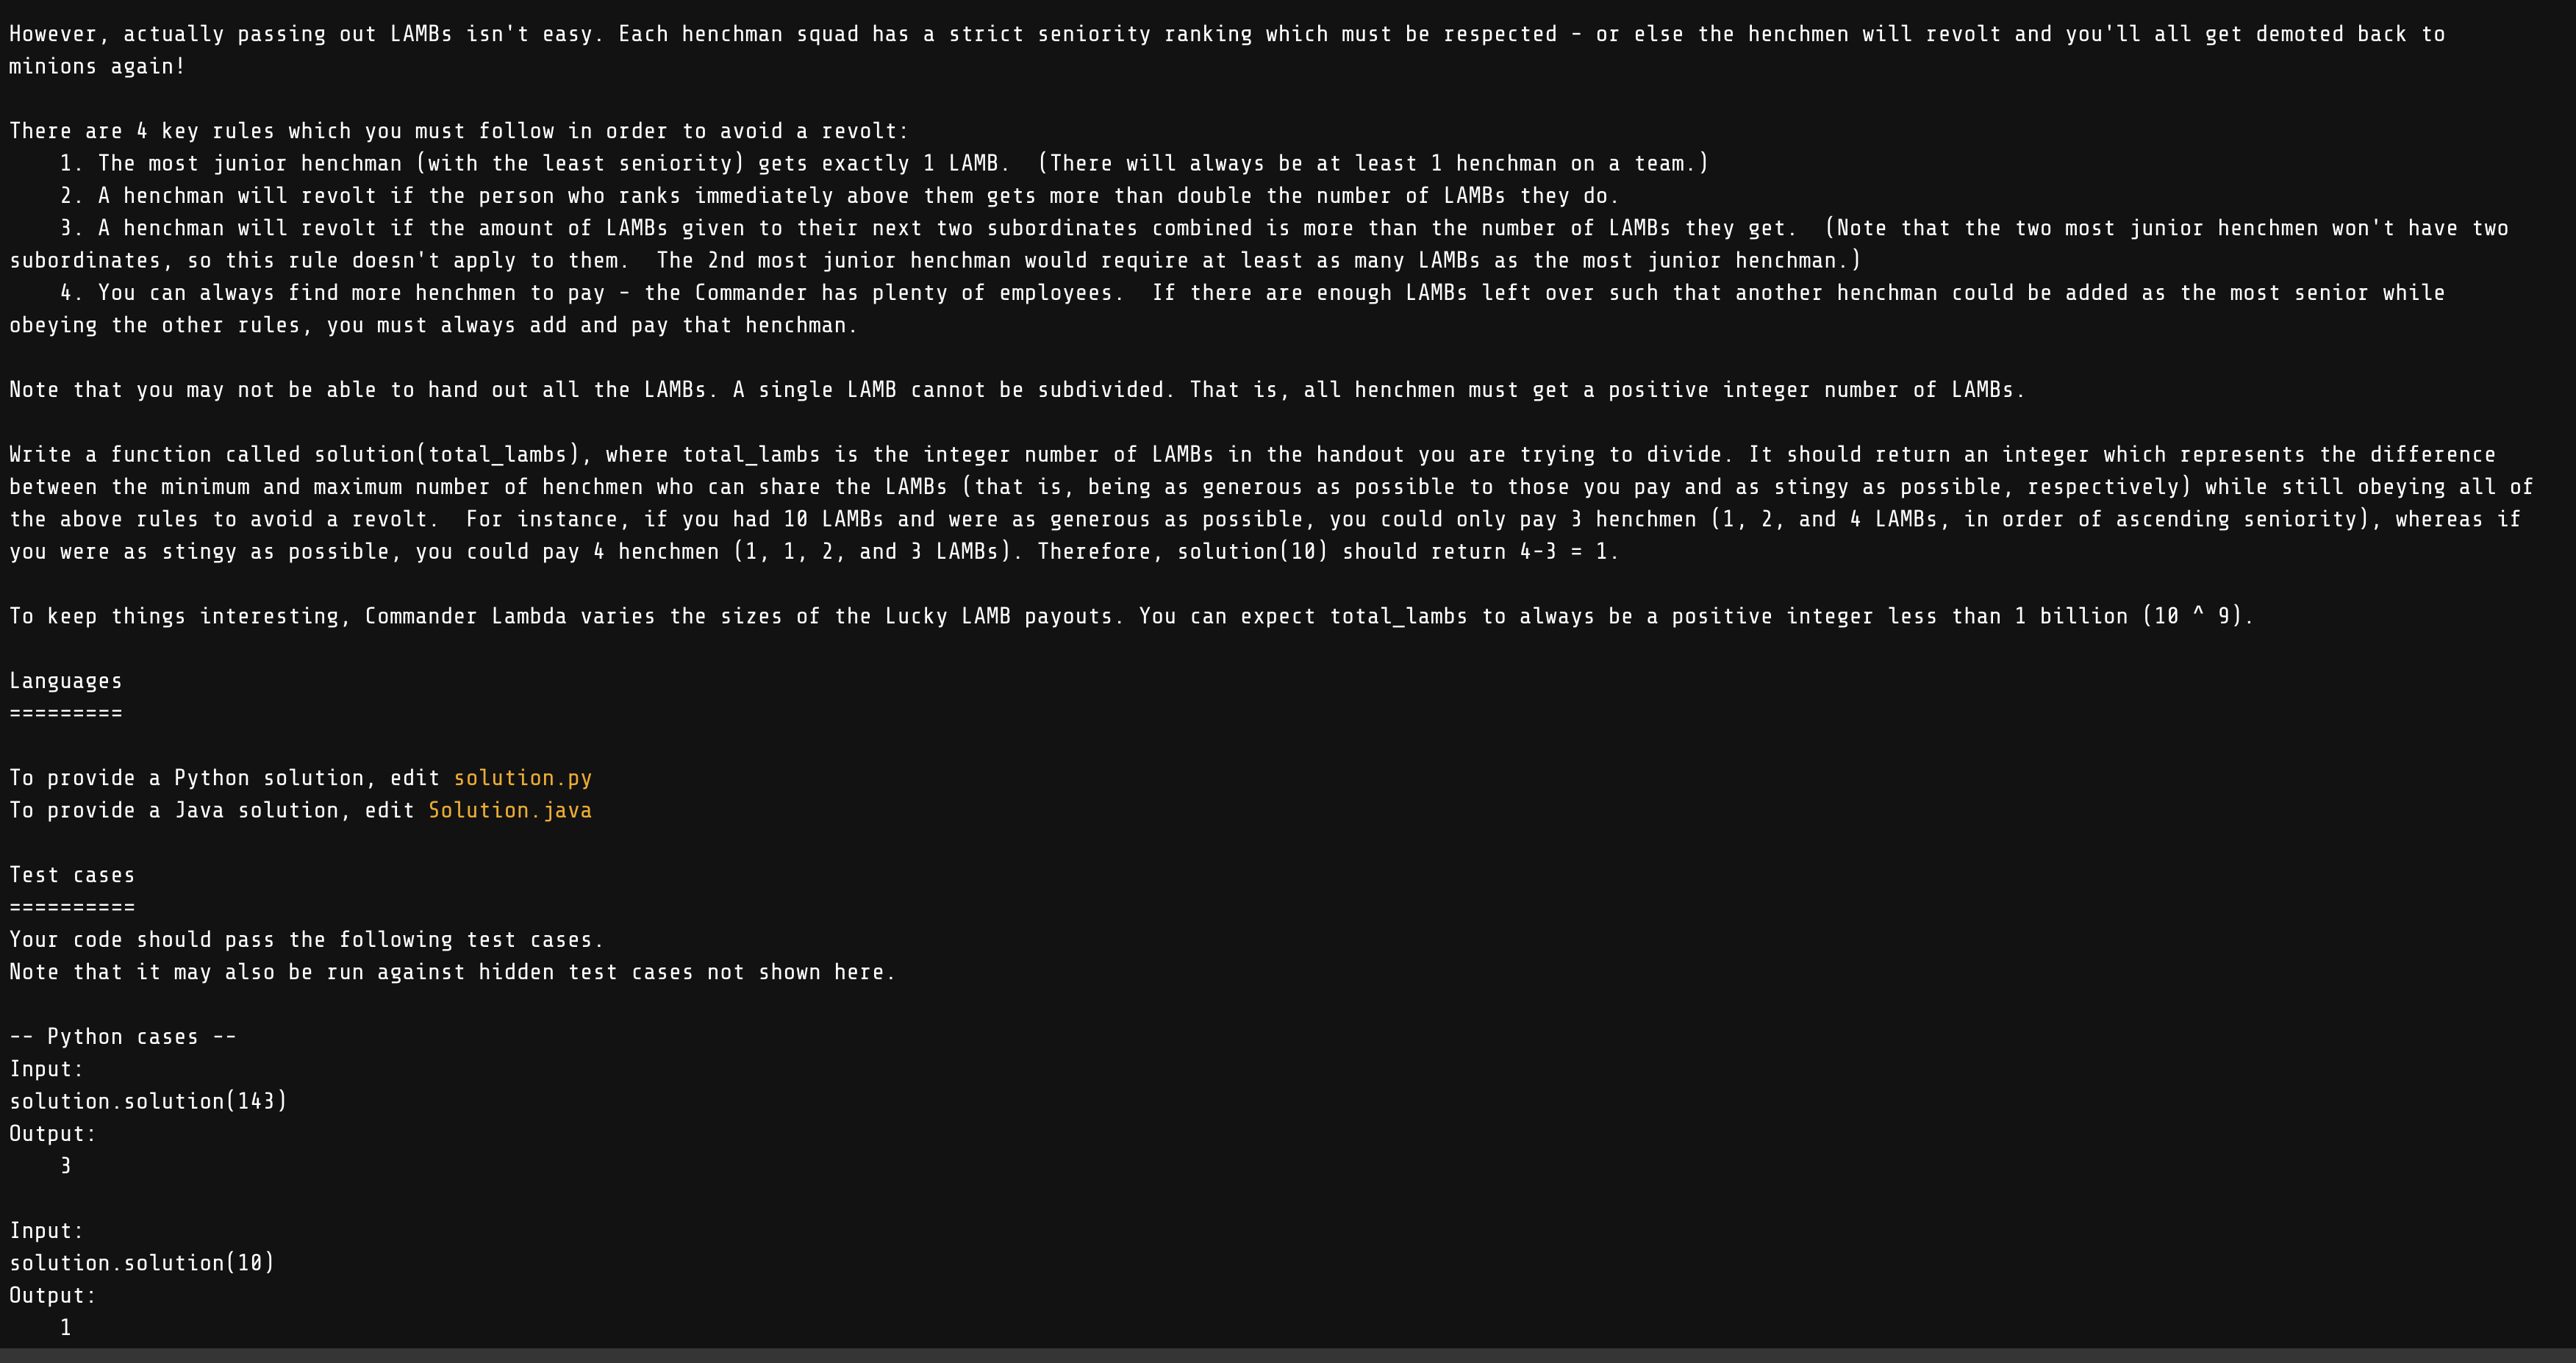 However, actually passing out LAMBs isn't easy. Each henchman squad has a strict seniority ranking which must be respected - or else the henchmen will revolt and you'll all get demoted back to
minions again!

There are 4 key rules which you must follow in order to avoid a revolt:
    1. The most junior henchman (with the least seniority) gets exactly 1 LAMB.  (There will always be at least 1 henchman on a team.)
    2. A henchman will revolt if the person who ranks immediately above them gets more than double the number of LAMBs they do.
    3. A henchman will revolt if the amount of LAMBs given to their next two subordinates combined is more than the number of LAMBs they get.  (Note that the two most junior henchmen won't have two
subordinates, so this rule doesn't apply to them.  The 2nd most junior henchman would require at least as many LAMBs as the most junior henchman.)
    4. You can always find more henchmen to pay - the Commander has plenty of employees.  If there are enough LAMBs left over such that another henchman could be added as the most senior while
obeying the other rules, you must always add and pay that henchman.

Note that you may not be able to hand out all the LAMBs. A single LAMB cannot be subdivided. That is, all henchmen must get a positive integer number of LAMBs.

Write a function called solution(total_lambs), where total_lambs is the integer number of LAMBs in the handout you are trying to divide. It should return an integer which represents the difference
between the minimum and maximum number of henchmen who can share the LAMBs (that is, being as generous as possible to those you pay and as stingy as possible, respectively) while still obeying all of
the above rules to avoid a revolt.  For instance, if you had 10 LAMBs and were as generous as possible, you could only pay 3 henchmen (1, 2, and 4 LAMBs, in order of ascending seniority), whereas if
you were as stingy as possible, you could pay 4 henchmen (1, 1, 2, and 3 LAMBs). Therefore, solution(10) should return 4-3 = 1.

To keep things interesting, Commander Lambda varies the sizes of the Lucky LAMB payouts. You can expect total_lambs to always be a positive integer less than 1 billion (10 ^ 9).

Languages
=========

To provide a Python solution, edit solution.py
To provide a Java solution, edit Solution.java

Test cases
==========
Your code should pass the following test cases.
Note that it may also be run against hidden test cases not shown here.

-- Python cases --
Input:
solution.solution(143)
Output:
    3

Input:
solution.solution(10)
Output:
    1